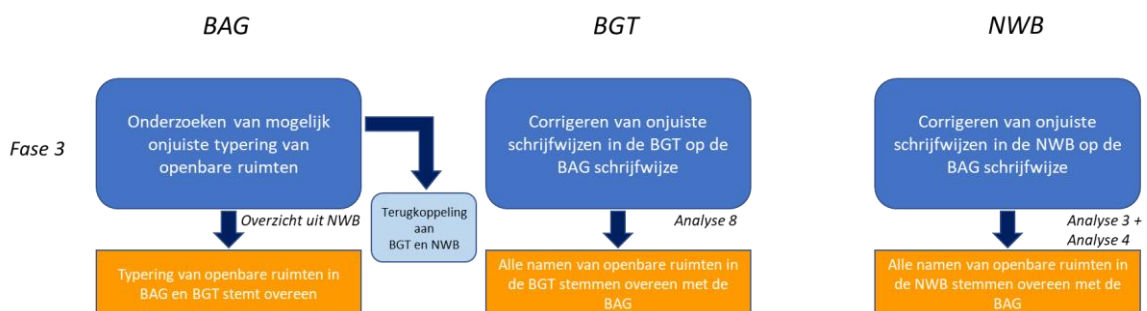 BAG
BGT
NWB
Fase 3
Onderzoeken van mogelijk
onjuiste typering van
openbare ruimten
Overzicht uit NWB
Terugkoppeling
aan
BGT en NWB
Typering van openbare ruimten in
BAG en BGT stemt overeen
Corrigeren van onjuiste
schrijfwijzen in de BGT op de
BAG schrijfwijze
Analyse 8
Alle namen van openbare ruimten in
de BGT stemmen overeen met de
BAG
Corrigeren van onjuiste
schrijfwijzen in de NWB op de
BAG schrijfwijze
Analyse 3 +
Analyse 4
Alle namen van openbare ruimten in
de NWB stemmen overeen met de
BAG